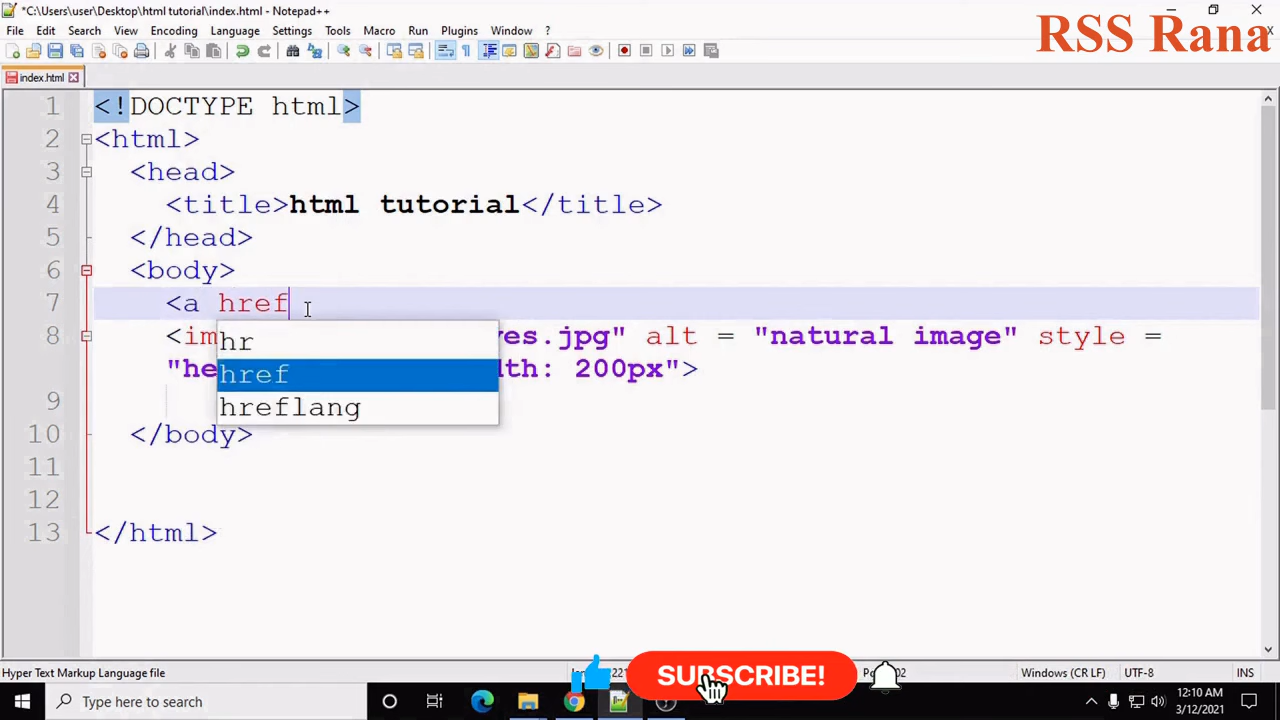 *C:\Users\user\Desktop\html tutorial\index.html - Notepad++
RSS Rana
File Edit Search View Encoding Language Settings Tools Macro Run Plugins Window ?
index.html
1 <!DOCTYPE html>
2 <html>
3 <head>
4 <title>html tutorial</title>
5 </head>
6 <body>
7 <a href
8 <im .jpg" alt = "natural image" style =
"he : 200px">
hr
href
hreflang
9
10 </body>
11
12
13 </html>
Hyper Text Markup Language file
Windows (CR LF) UTF-8 INS
SUBSCRIBE!
Type here to search
12:10 AM
3/12/2021